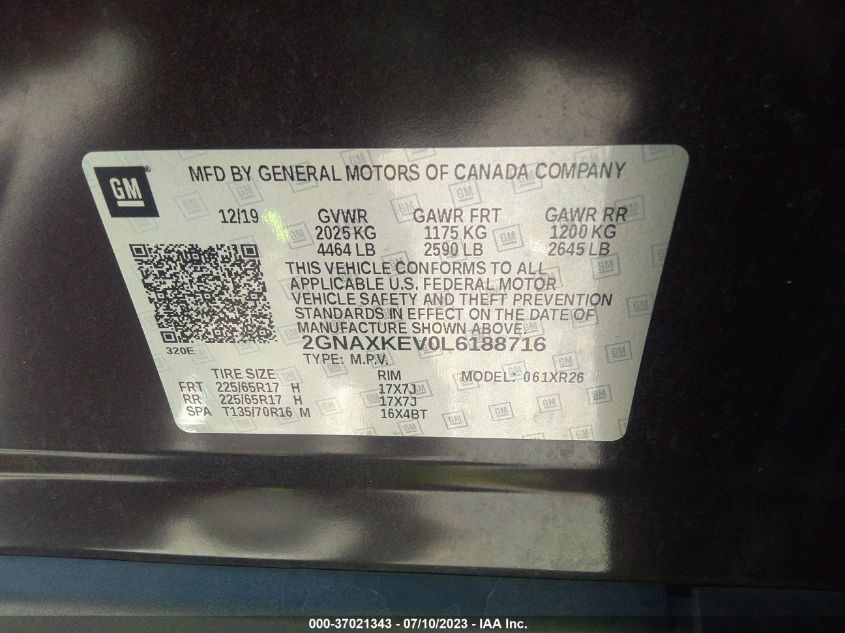 GM
MFD BY GENERAL MOTORS OF CANADA COMPANY
12/19 GVWR GAWR FRT GAWR RR
2025 KG 1175 KG 1200 KG
4464 LB 2590 LB 2645 LB
THIS VEHICLE CONFORMS TO ALL
APPLICABLE U.S. FEDERAL MOTOR
VEHICLE SAFETY AND THEFT PREVENTION
STANDARDS IN EFFECT ON THE DATE OF
MANUFACTURE SHOWN ABOVE.
320E
2GNAXKEV0L6188716
TYPE: M.P.V.
TIRE SIZE RIM MODEL: 061XR26
FRT 225/65R17 H 17X7J
RR 225/65R17 H 17X7J
SPA T135/70R16 M 16X4BT
000-37021343 - 07/10/2023 - IAA Inc.